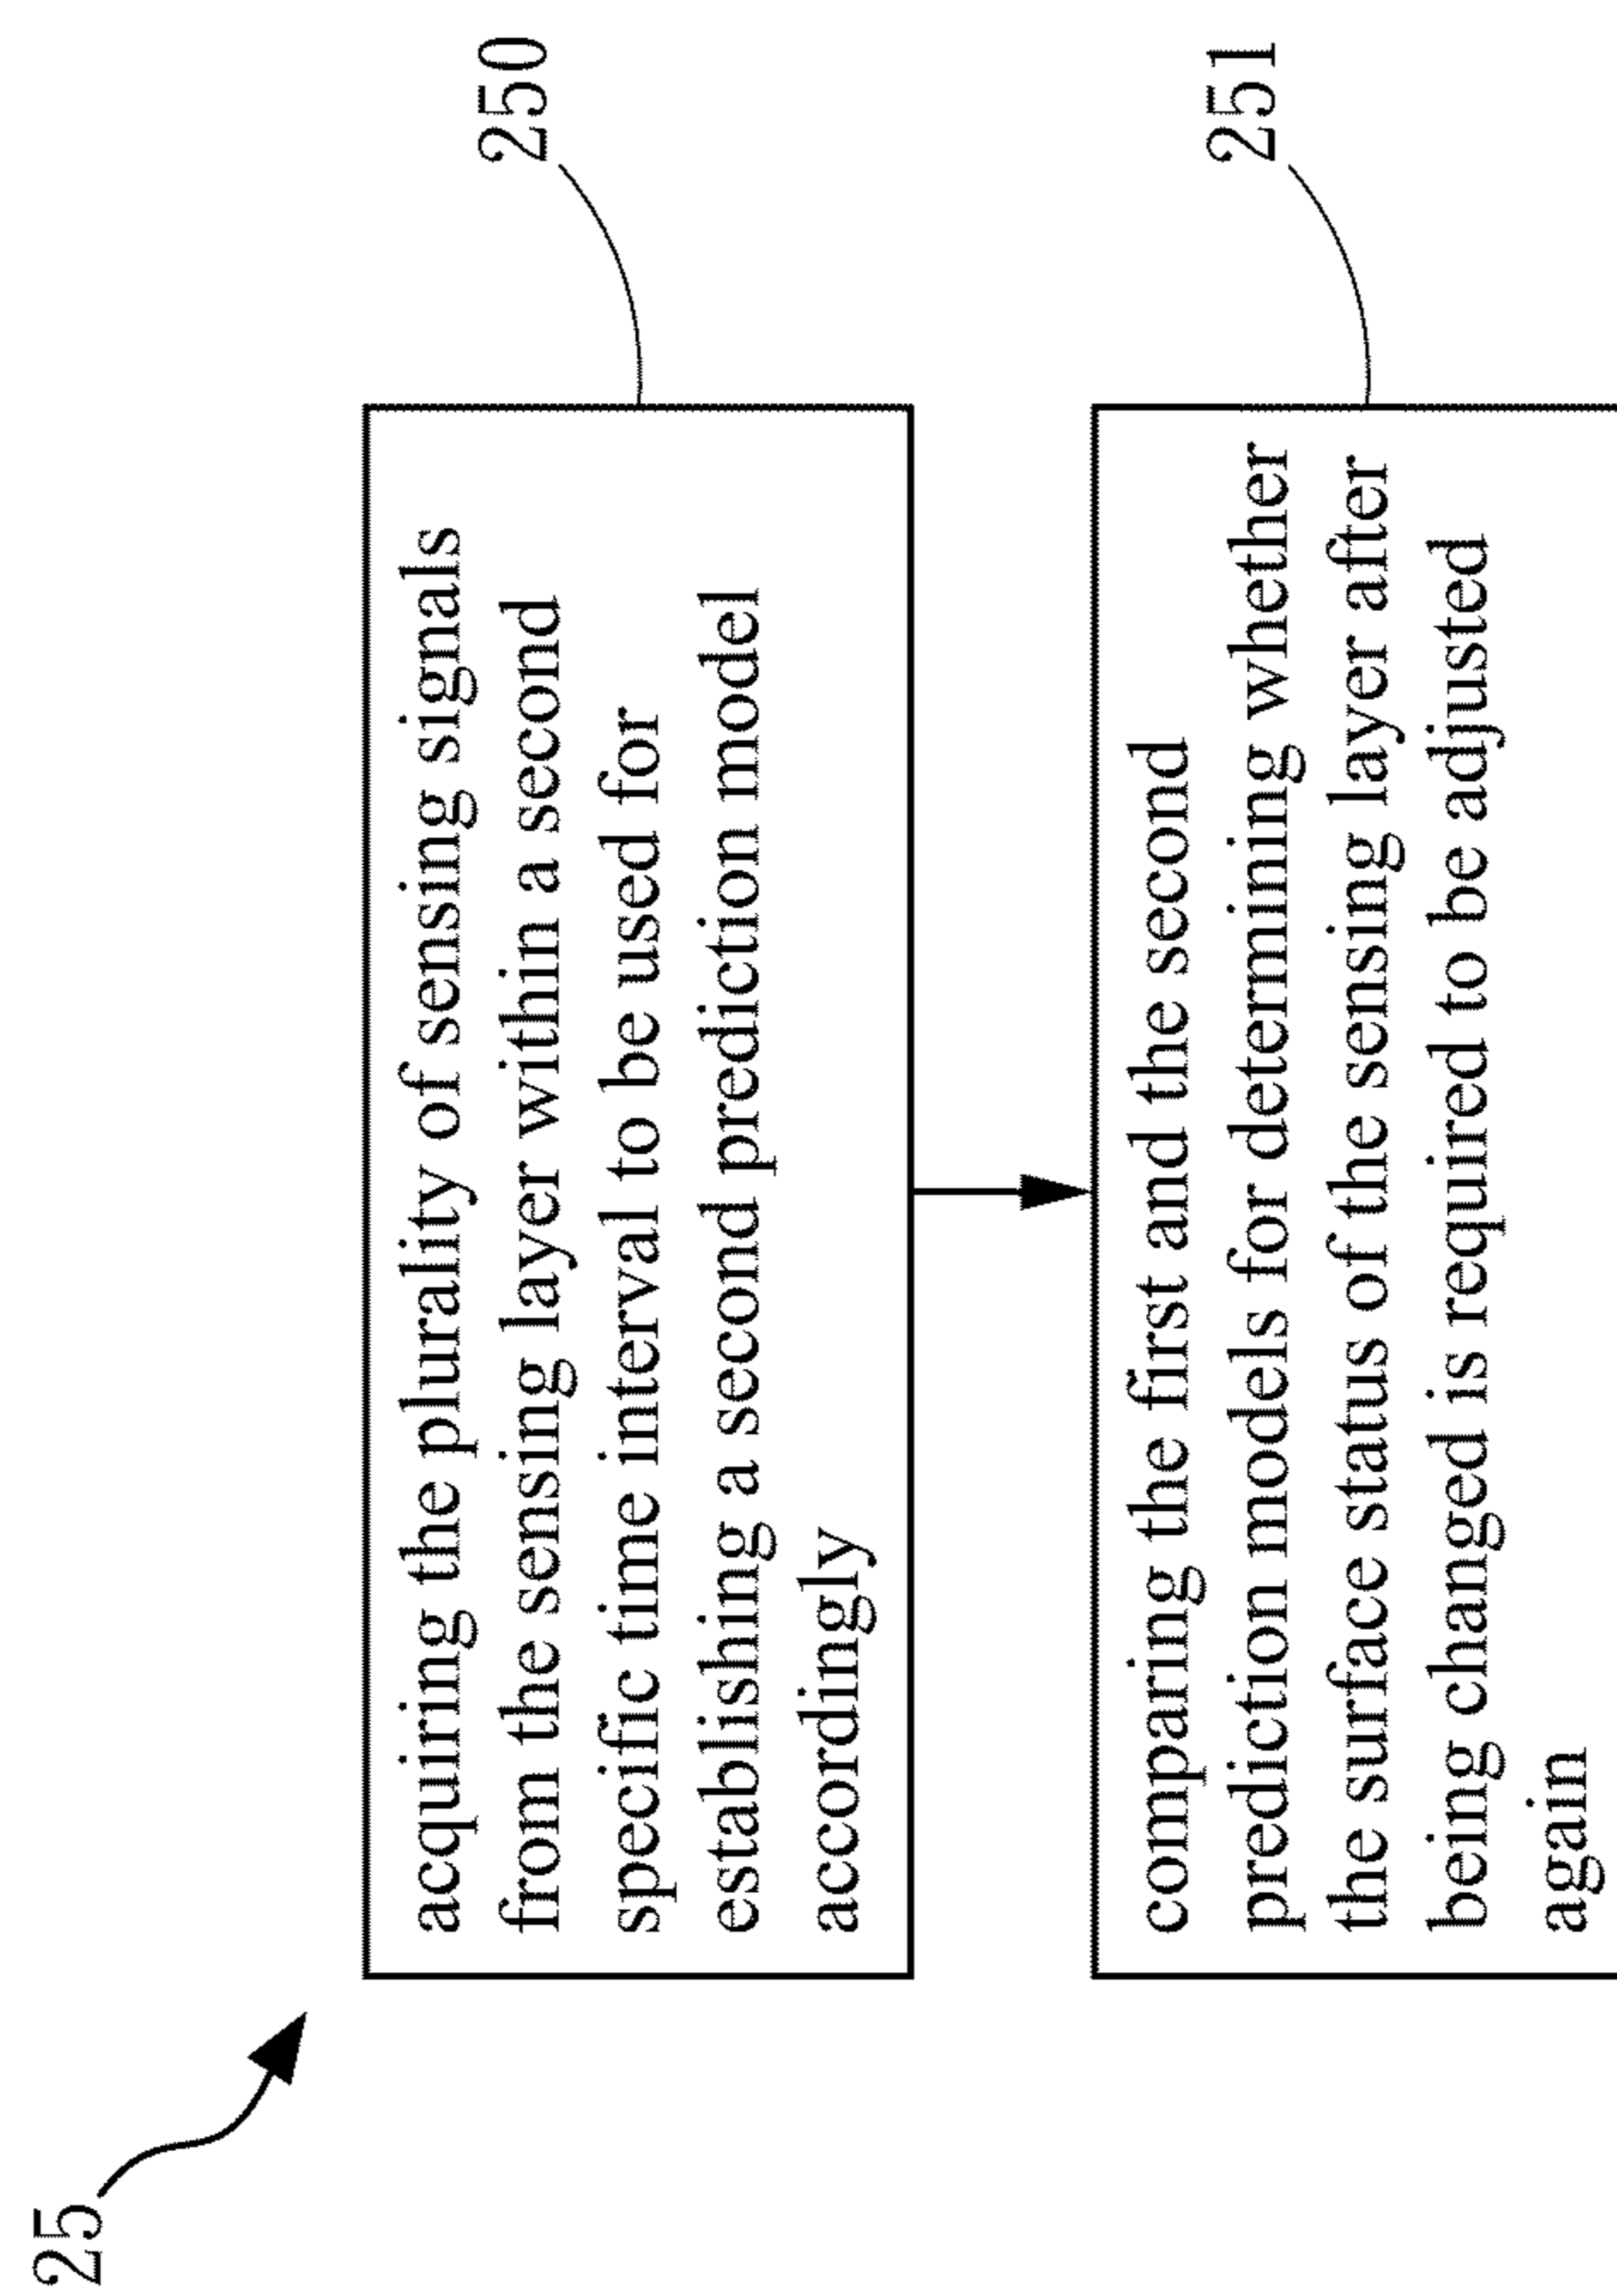 25
250
acquiring the plurality of sensing signals
from the sensing layer within a second
specific time interval to be used for
establishing a second prediction model
accordingly
251
comparing the first and the second
prediction models for determining whether
the surface status of the sensing layer after
being changed is required to be adjusted
again